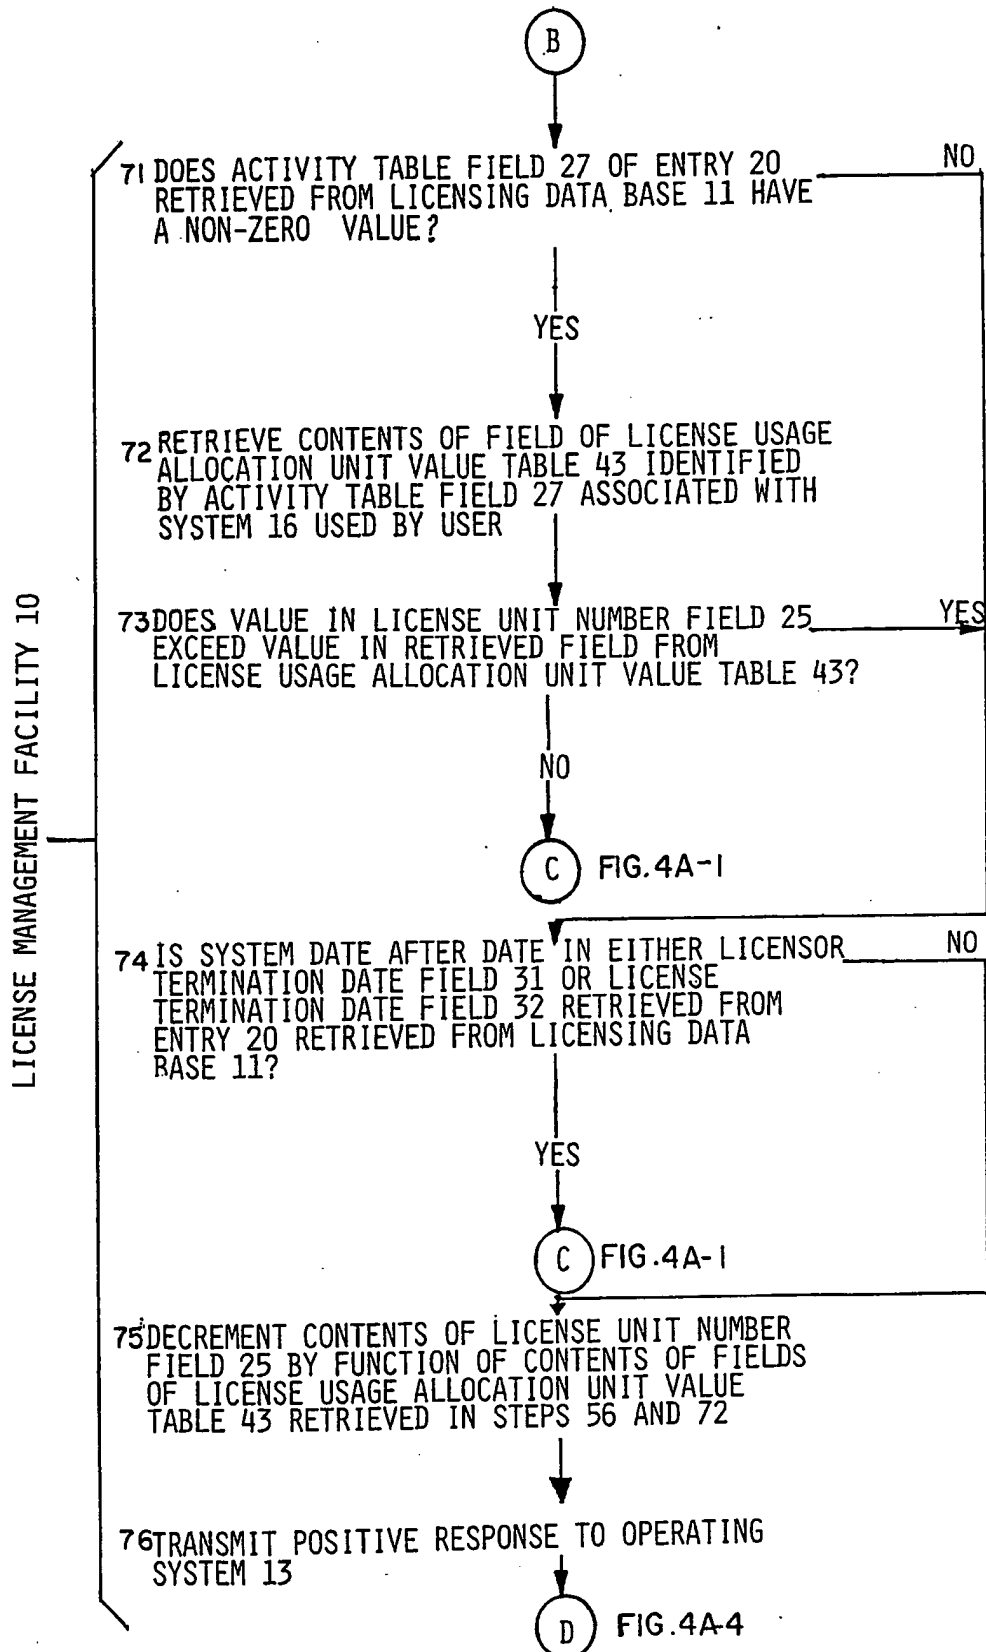 B
71 DOES ACTIVITY TABLE FIELD 27 OF ENTRY 20
RETRIEVED FROM LICENSING DATA BASE 11 HAVE
A NON-ZERO VALUE?
NO
YES
72 RETRIEVE CONTENTS OF FIELD OF LICENSE USAGE
ALLOCATION UNIT VALUE TABLE 43 IDENTIFIED
BY ACTIVITY TABLE FIELD 27 ASSOCIATED WITH
SYSTEM 16 USED BY USER
73 DOES VALUE IN LICENSE UNIT NUMBER FIELD 25
EXCEED VALUE IN RETRIEVED FIELD FROM
LICENSE USAGE ALLOCATION UNIT VALUE TABLE 43?
YES
NO
C FIG.4A-1
LICENSE MANAGEMENT FACILITY 10
74 IS SYSTEM DATE AFTER DATE IN EITHER LICENSOR
TERMINATION DATE FIELD 31 OR LICENSE
TERMINATION DATE FIELD 32 RETRIEVED FROM
ENTRY 20 RETRIEVED FROM LICENSING DATA
BASE 11?
NO
YES
C FIG.4A-1
75 DECREMENT CONTENTS OF LICENSE UNIT NUMBER
FIELD 25 BY FUNCTION OF CONTENTS OF FIELDS
OF LICENSE USAGE ALLOCATION UNIT VALUE
TABLE 43 RETRIEVED IN STEPS 56 AND 72
76 TRANSMIT POSITIVE RESPONSE TO OPERATING
SYSTEM 13
D FIG.4A-4